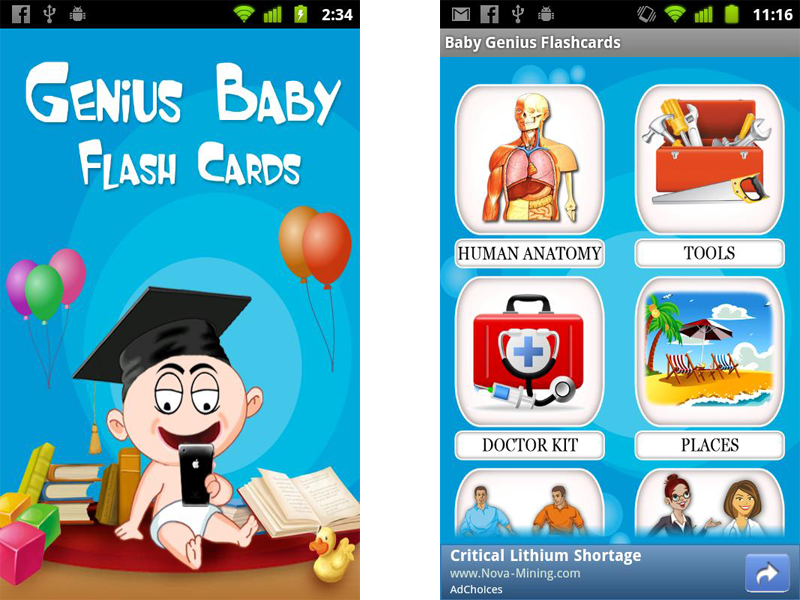 2:34
GENiUS BABY
FLASH CARDS
11:16
Baby Genius Flashcards
HUMAN ANATOMY
TOOLS
DOCTOR KIT
PLACES
Critical Lithium Shortage
www.Nova-Mining.com
AdChoices